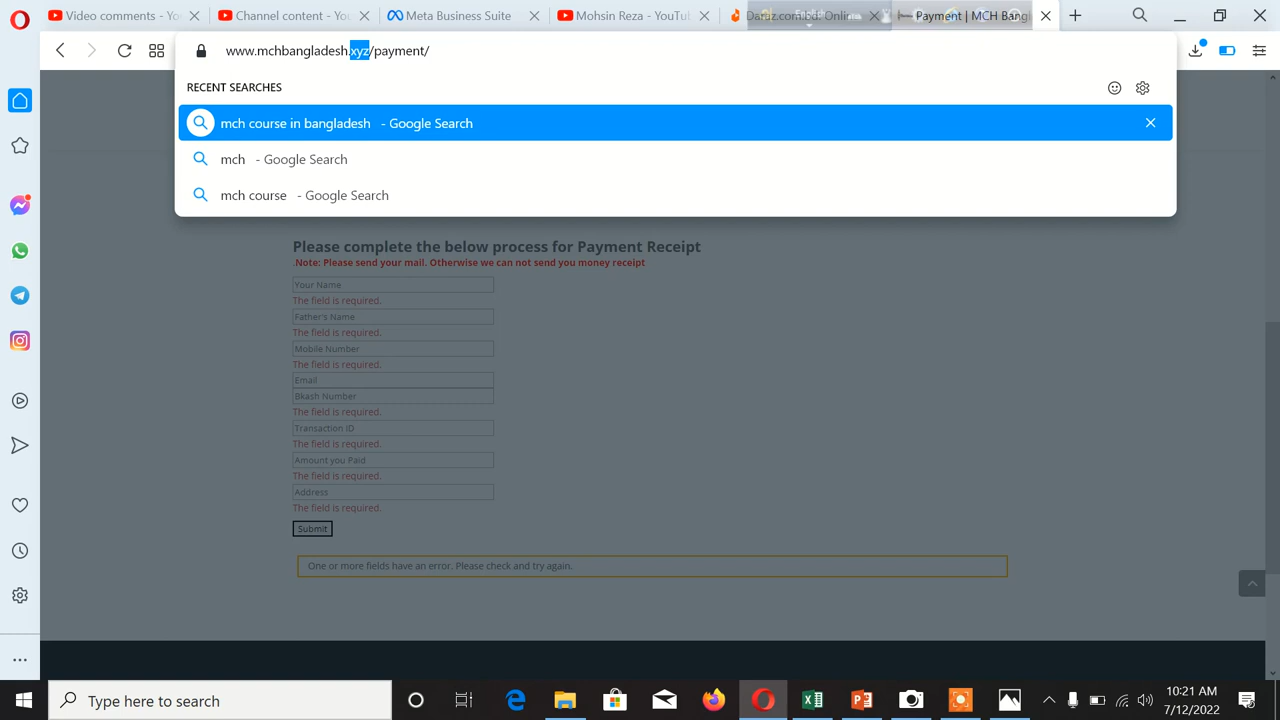 Video comments - Yo
Channel content - Yo
Meta Business Suite
Mohsin Reza - YouTu
Daraz.com.bd: Onlin
English
Payment | MCH Bangl
www.mchbangladesh.xyz/payment/
RECENT SEARCHES
mch course in bangladesh - Google Search
mch - Google Search
mch course - Google Search
Please complete the below process for Payment Receipt
.Note: Please send your mail. Otherwise we can not send you money receipt
Your Name
The field is required.
Father's Name
The field is required.
Mobile Number
The field is required.
Email
Bkash Number
The field is required.
Transaction ID
The field is required.
Amount you Paid
The field is required.
Address
The field is required.
Submit
One or more fields have an error. Please check and try again.
Type here to search
10:21 AM
7/12/2022